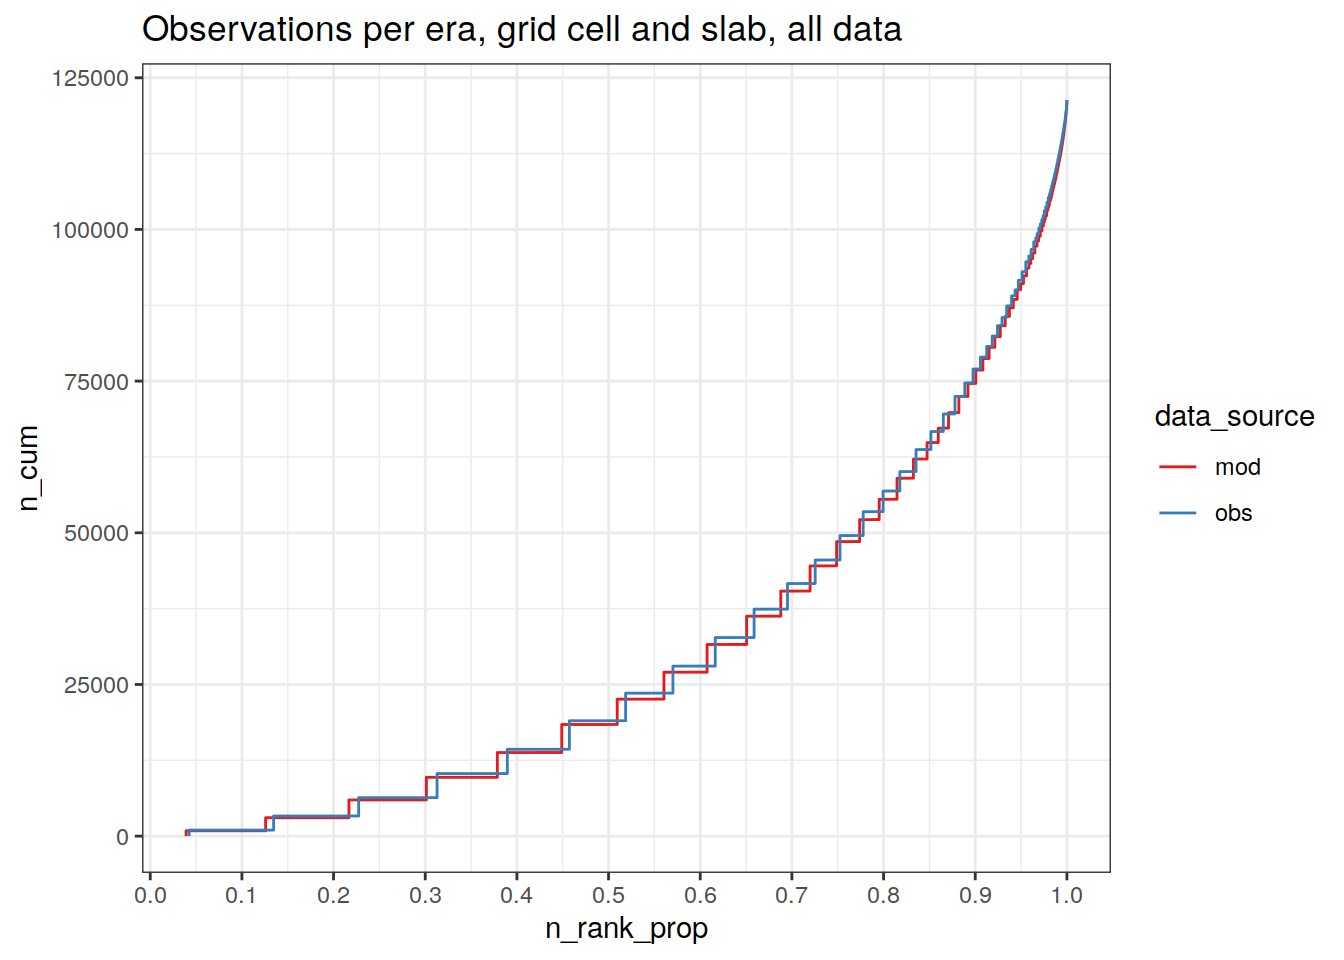 Observations per era, grid cell and slab, all data
125000
100000
75000
50000
25000
0
n_cum
0.0 0.1 0.2 0.3 0.4 0.5 0.6 0.7 0.8 0.9 1.0
n_rank_prop
data_source
mod
obs